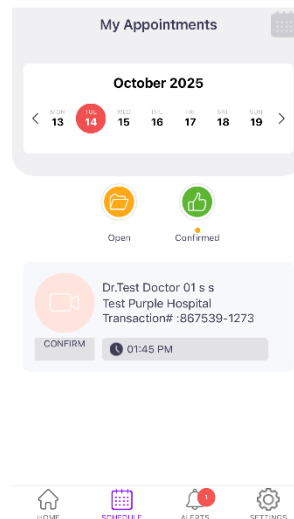 My Appointments
October 2025
MON TUE WED THU FRI SAT SUN
13 14 15 16 17 18 19
Open Confirmed
Dr.Test Doctor 01 s s
Test Purple Hospital
Transaction# :867539-1273
CONFIRM 01:45 PM
1
HOME SCHEDULE ALERTS SETTINGS